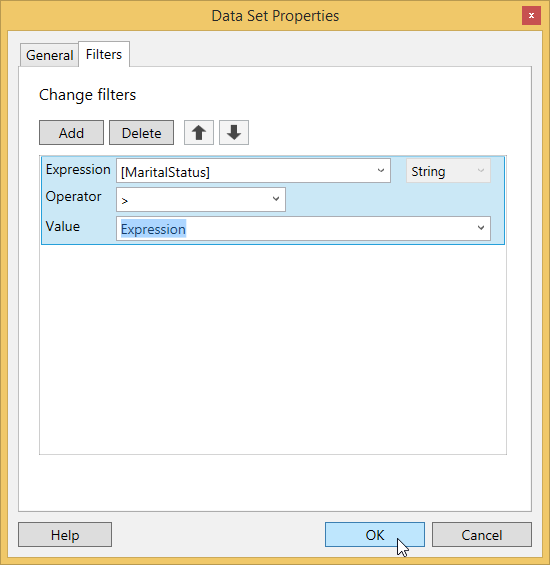 Data Set Properties
x
General Filters
Change filters
Add Delete
Expression [MaritalStatus] String
Operator >
Value Expression
Help OK Cancel